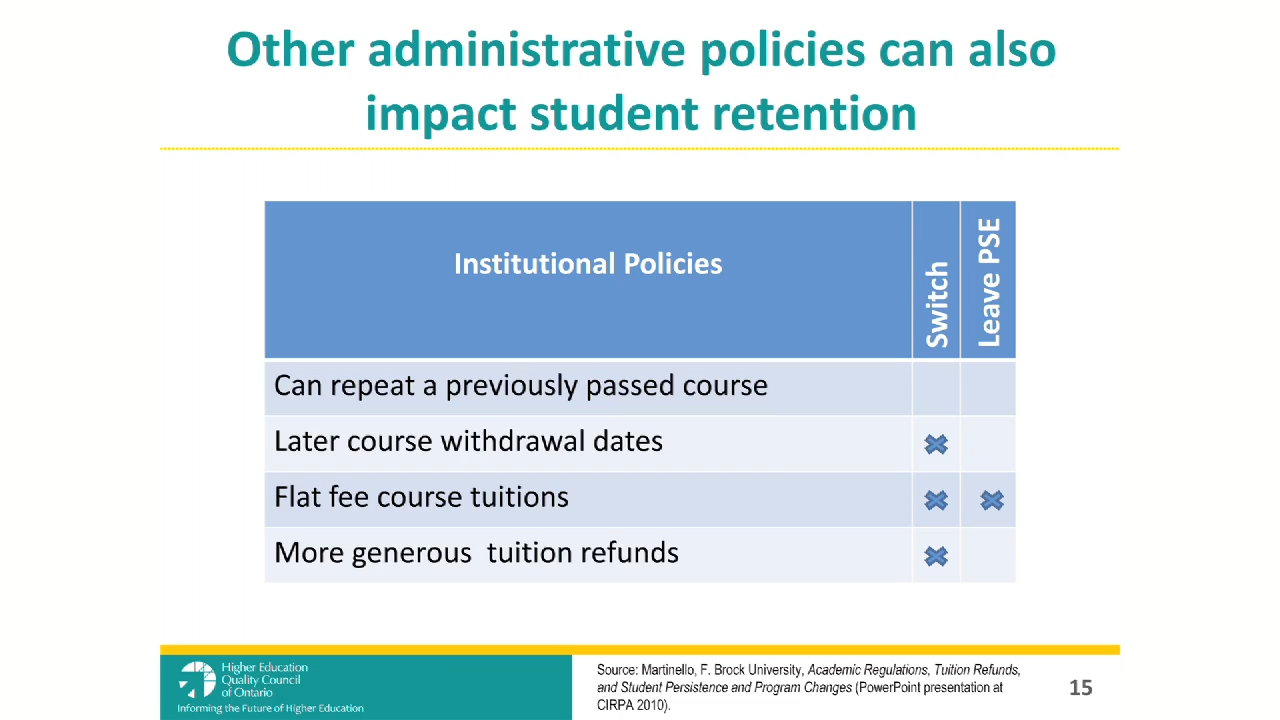 Other administrative policies can also
impact student retention
Institutional Policies
Switch
Leave PSE
Can repeat a previously passed course
Later course withdrawal dates
Flat fee course tuitions
More generous  tuition refunds
Higher Education
Quality Council
of Ontario
Informing the Future of Higher Education
Source: Martinello, F. Brock University, Academic Regulations, Tuition Refunds,
and Student Persistence and Program Changes (PowerPoint presentation at
CIRPA 2010).
15